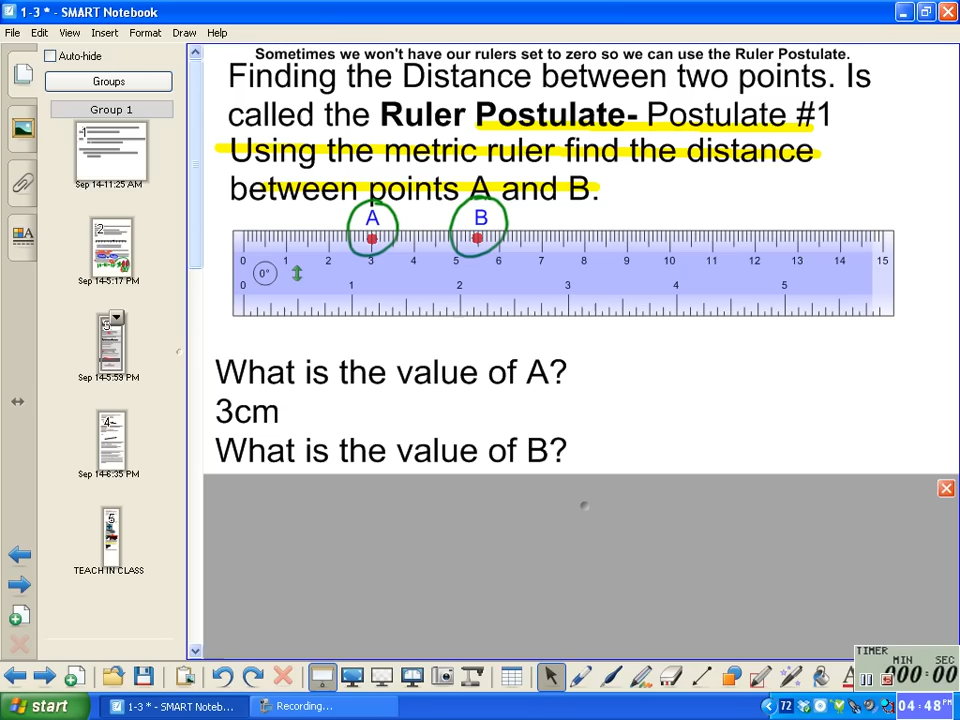 1-3 * - SMART Notebook
File Edit View Insert Format Draw Help
Auto-hide
Groups
Group 1
1
Sep 14-11:25 AM
2
Sep 14-5:17 PM
Sep 14-5:59 PM
4
Sep 14-6:35 PM
5
TEACH IN CLASS
Sometimes we won't have our rulers set to zero so we can use the Ruler Postulate.
Finding the Distance between two points. Is
called the Ruler Postulate- Postulate #1
Using the metric ruler find the distance
between points A and B.
A B
0 1 2 3 4 5 6 7 8 9 10 11 12 13 14 15
0°
0 1 2 3 4 5
What is the value of A?
3cm
What is the value of B?
TIMER
MIN SEC
000:00
start
1-3 * - SMART Noteb...
Recording...
72
04:48 PM